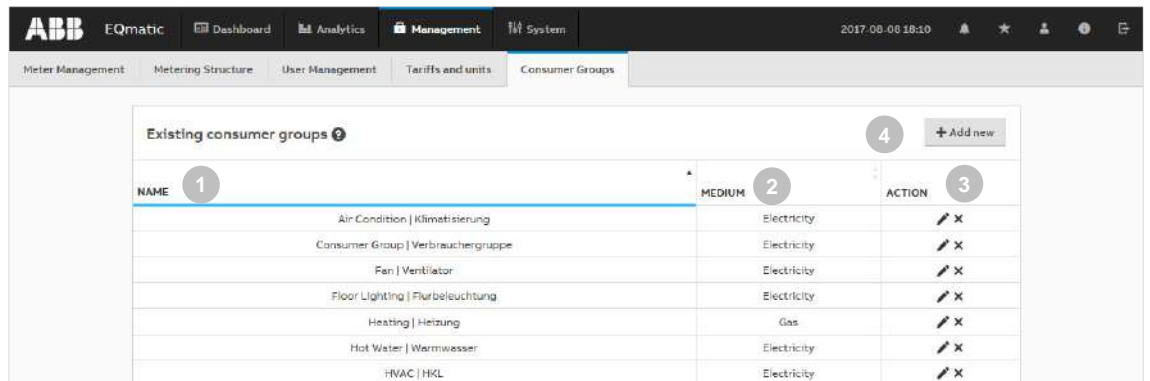 ABB EQmatic Dashboard Analytics Management System 2017-08-08 18:10
Meter Management Metering Structure User Management Tariffs and units Consumer Groups
Existing consumer groups 4 + Add new
NAME 1 MEDIUM 2 ACTION 3
Air Condition | Klimatisierung Electricity
Consumer Group | Verbrauchergruppe Electricity
Fan | Ventilator Electricity
Floor Lighting | Flurbeleuchtung Electricity
Heating | Heizung Gas
Hot Water | Warmwasser Electricity
HVAC | HKL Electricity